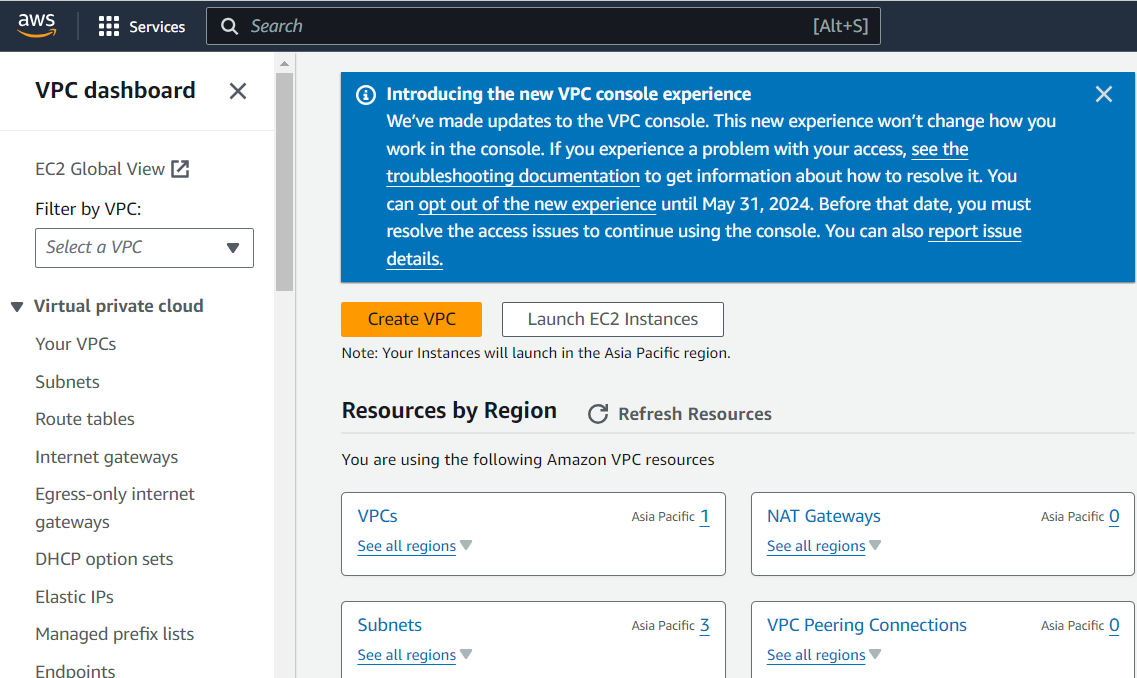 aws
Services
Search
[Alt+S]
VPC dashboard
EC2 Global View
Filter by VPC:
Select a VPC
Virtual private cloud
Your VPCs
Subnets
Route tables
Internet gateways
Egress-only internet
gateways
DHCP option sets
Elastic IPs
Managed prefix lists
Endpoints
Introducing the new VPC console experience
We've made updates to the VPC console. This new experience won't change how you
work in the console. If you experience a problem with your access, see the
troubleshooting documentation to get information about how to resolve it. You
can opt out of the new experience until May 31, 2024. Before that date, you must
resolve the access issues to continue using the console. You can also report issue
details.
Create VPC
Launch EC2 Instances
Note: Your Instances will launch in the Asia Pacific region.
Resources by Region
Refresh Resources
You are using the following Amazon VPC resources
VPCs
Asia Pacific 1
See all regions
NAT Gateways
Asia Pacific 0
See all regions
Subnets
Asia Pacific 3
See all regions
VPC Peering Connections
Asia Pacific 0
See all regions